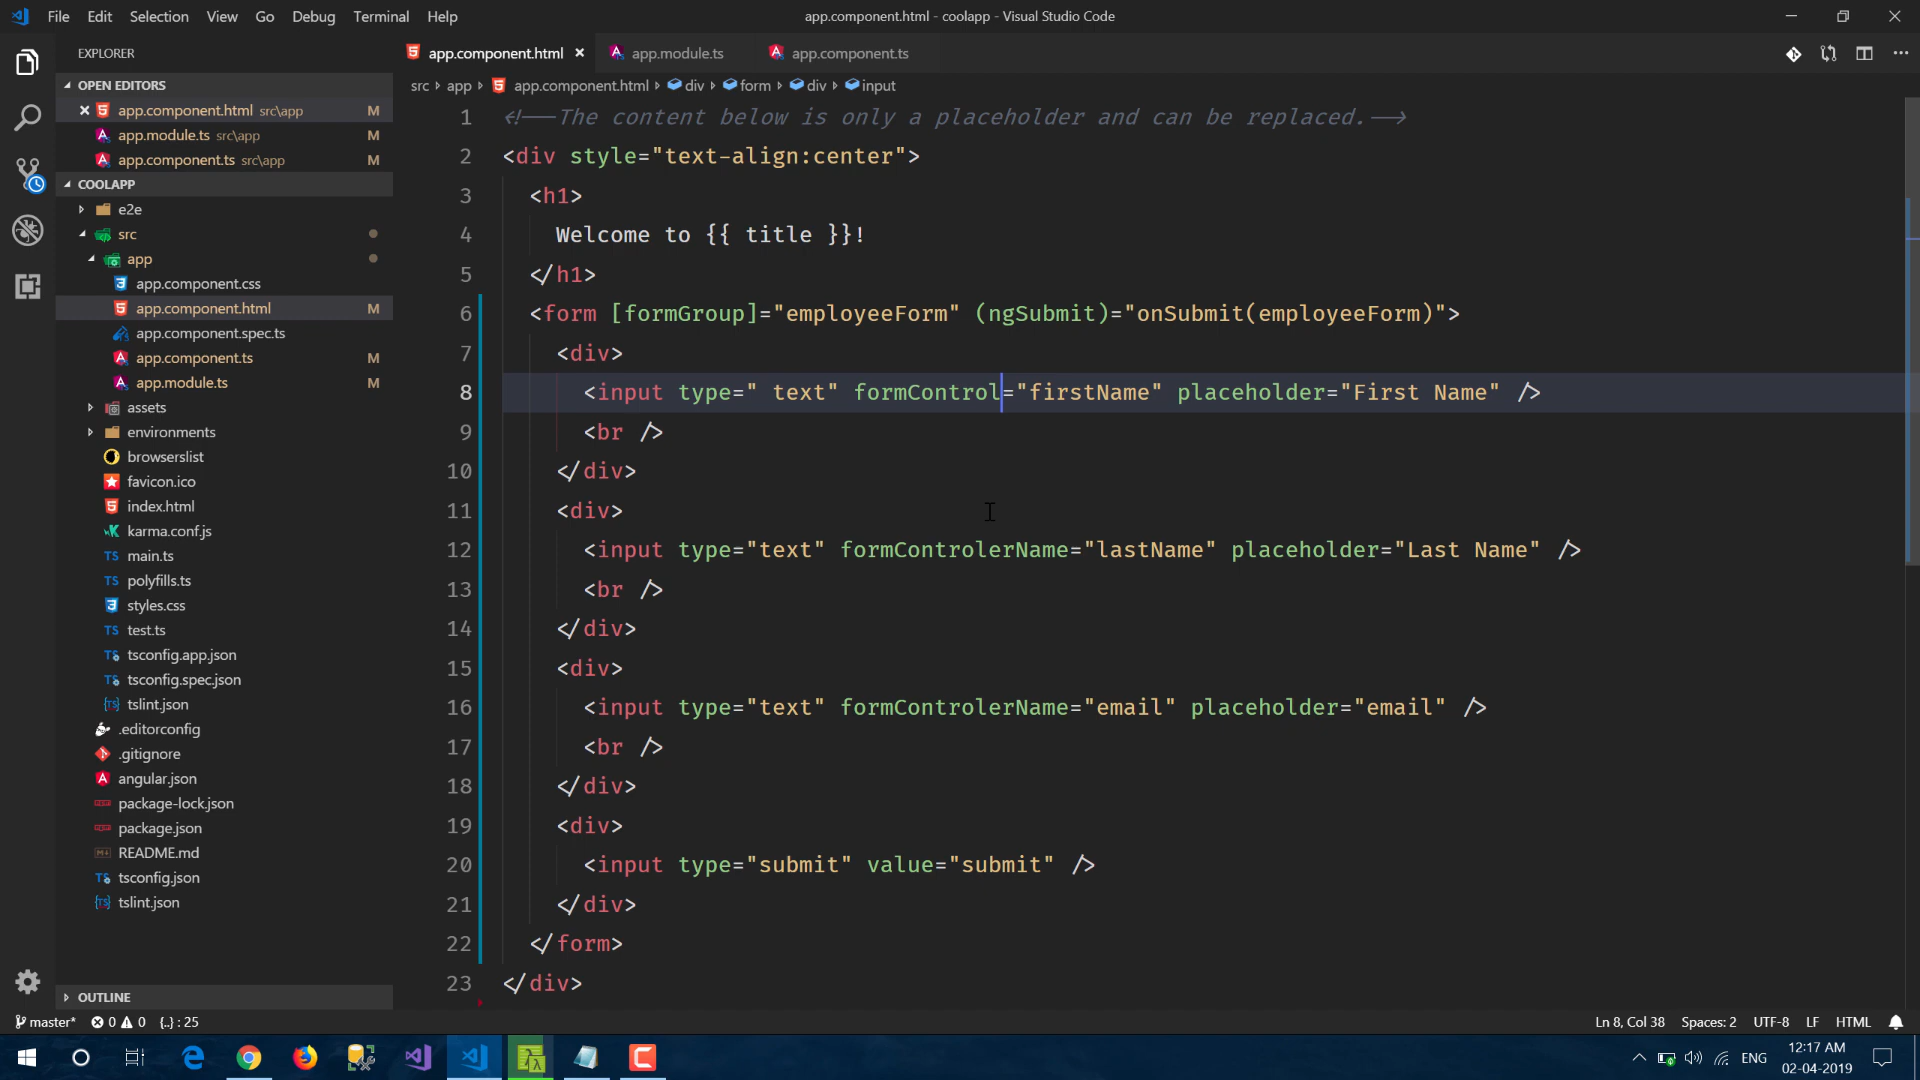 File Edit Selection View Go Debug Terminal Help
app.component.html - coolapp - Visual Studio Code
EXPLORER
OPEN EDITORS
app.component.html src\app M
app.module.ts src\app M
app.component.ts src\app M
COOLAPP
e2e
src
app
app.component.css
app.component.html M
app.component.spec.ts
app.component.ts M
app.module.ts M
assets
environments
browserslist
favicon.ico
index.html
karma.conf.js
TS main.ts
TS polyfills.ts
styles.css
TS test.ts
TS tsconfig.app.json
TS tsconfig.spec.json
tslint.json
.editorconfig
.gitignore
angular.json
package-lock.json
package.json
README.md
TS tsconfig.json
tslint.json
OUTLINE
app.component.html × app.module.ts app.component.ts
src › app › app.component.html › div › form › div › input
1 <!-- The content below is only a placeholder and can be replaced. -->
2 <div style="text-align:center">
3 <h1>
4 Welcome to {{ title }}!
5 </h1>
6 <form [formGroup]="employeeForm" (ngSubmit)="onSubmit(employeeForm)">
7 <div>
8 <input type=" text" formControl="firstName" placeholder="First Name" />
9 <br />
10 </div>
11 <div>
12 <input type="text" formControlerName="lastName" placeholder="Last Name" />
13 <br />
14 </div>
15 <div>
16 <input type="text" formControlerName="email" placeholder="email" />
17 <br />
18 </div>
19 <div>
20 <input type="submit" value="submit" />
21 </div>
22 </form>
23 </div>
master* 0 0 {..} : 25
Ln 8, Col 38 Spaces: 2 UTF-8 LF HTML
ENG
12:17 AM
02-04-2019